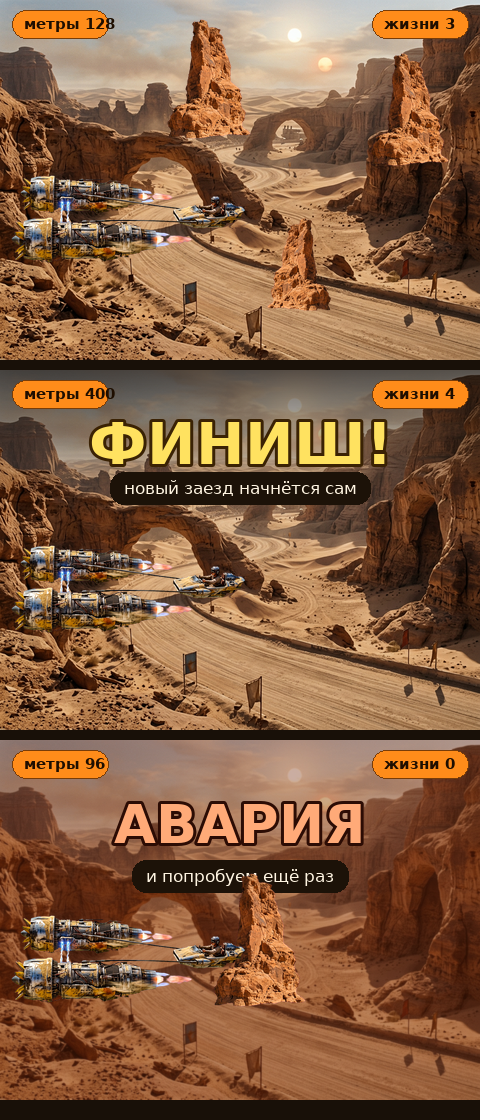 метры 128
жизни 3
метры 400
жизни 4
ФИНИШ!
новый заезд начнётся сам
метры 96
жизни 0
АВАРИЯ
и попробуем ещё раз